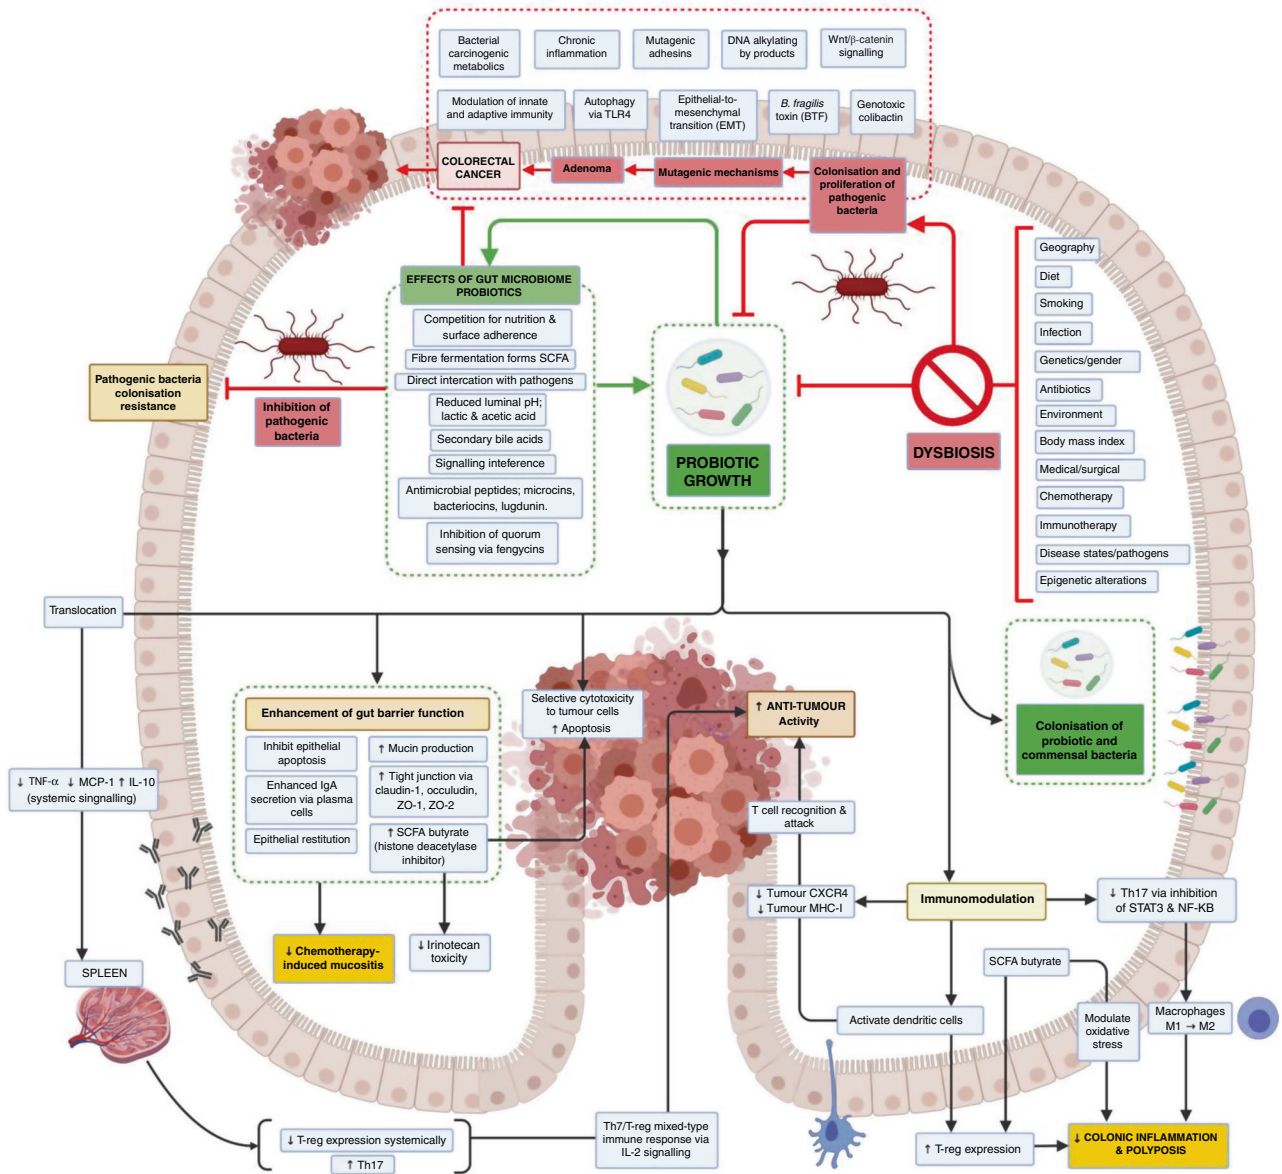 Bacterial
carcinogenic
metabolics
Chronic
inflammation
Mutagenic
adhesins
DNA alkylating
by products
Wnt/β-catenin
signalling
Modulation of innate
and adaptive immunity
Autophagy
via TLR4
Epithelial-to-
mesenchymal
transition (EMT)
B. fragilis
toxin (BTF)
Genotoxic
colibactin
COLORECTAL
CANCER
Adenoma
Mutagenic mechanisms
Colonisation and
proliferation of
pathogenic
bacteria
EFFECTS OF GUT MICROBIOME
PROBIOTICS
Competition for nutrition &
surface adherence
Fibre fermentation forms SCFA
Direct intercation with pathogens
Reduced luminal pH;
lactic & acetic acid
Secondary bile acids
Signalling inteference
Antimicrobial peptides; microcins,
bacteriocins, lugdunin.
Inhibition of quorum
sensing via fengycins
Pathogenic bacteria
colonisation
resistance
Inhibition of
pathogenic
bacteria
PROBIOTIC
GROWTH
DYSBIOSIS
Geography
Diet
Smoking
Infection
Genetics/gender
Antibiotics
Environment
Body mass index
Medical/surgical
Chemotherapy
Immunotherapy
Disease states/pathogens
Epigenetic alterations
Translocation
↓ TNF-α ↓ MCP-1 ↑ IL-10
(systemic singnalling)
SPLEEN
Enhancement of gut barrier function
Inhibit epithelial
apoptosis
Enhanced IgA
secretion via plasma
cells
Epithelial restitution
↑ Mucin production
↑ Tight junction via
claudin-1, occuludin,
ZO-1, ZO-2
↑ SCFA butyrate
(histone deacetylase
inhibitor)
↓ Chemotherapy-
induced mucositis
↓ Irinotecan
toxicity
Selective cytotoxicity
to tumour cells
↑ Apoptosis
↑ ANTI-TUMOUR
Activity
T cell recognition &
attack
↓ Tumour CXCR4
↓ Tumour MHC-I
Immunomodulation
↓ Th17 via inhibition
of STAT3 & NF-KB
Colonisation of
probiotic and
commensal bacteria
SCFA butyrate
Activate dendritic cells
Modulate
oxidative
stress
Macrophages
M1 → M2
↓ T-reg expression systemically
↑ Th17
Th7/T-reg mixed-type
immune response via
IL-2 signalling
↑ T-reg expression
↓ COLONIC INFLAMMATION
& POLYPOSIS